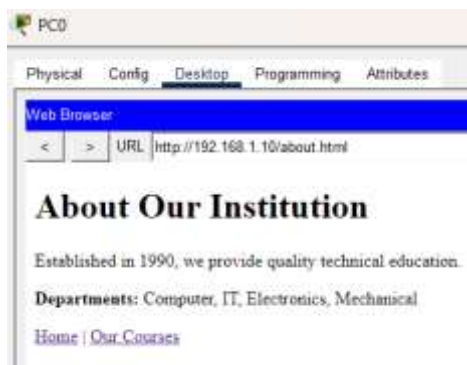 PC0
Physical Config Desktop Programming Attributes
Web Browser
< > URL http://192.168.1.10/about.html
About Our Institution
Established in 1990, we provide quality technical education.
Departments: Computer, IT, Electronics, Mechanical
Home | Our Courses